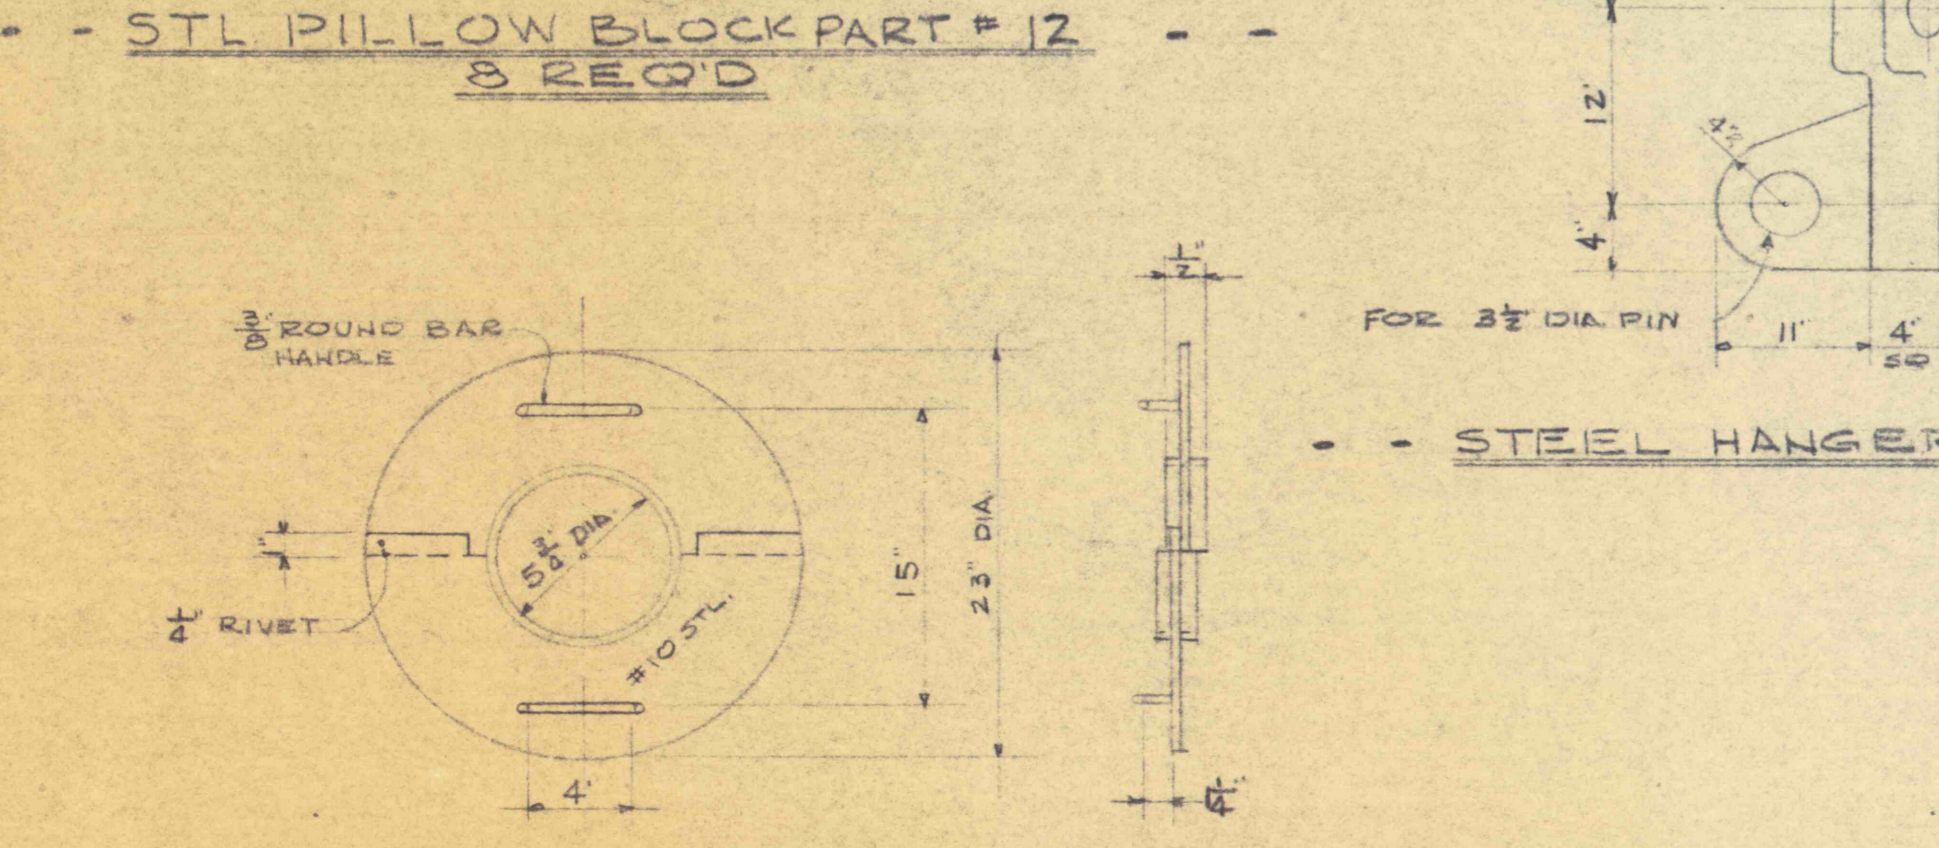 - - STL PILLOW BLOCK PART # 12 - -
8 REQ'D
3/8" ROUND BAR
HANDLE
1"
1/4" RIVET
5 3/4" DIA.
#10 STL.
4"
15"
23" DIA.
1/2"
12"
4 1/2
4"
FOR 3 1/2" DIA. PIN
11"
4"
SQ
- - STEEL HANGER